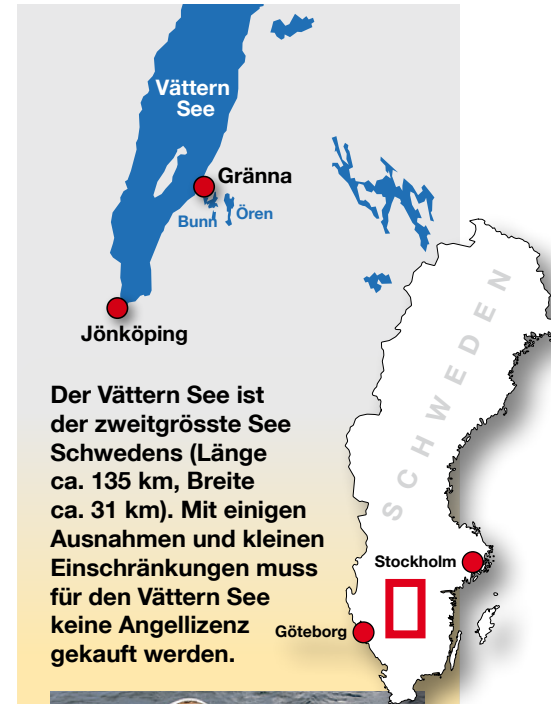 Vättern
See
Gränna
Bunn
Ören
Jönköping
SCHWEDEN
Der Vättern See ist
der zweitgrösste See
Schwedens (Länge
ca. 135 km, Breite
ca. 31 km). Mit einigen
Ausnahmen und kleinen
Einschränkungen muss
für den Vättern See
keine Angellizenz
gekauft werden.
Stockholm
Göteborg